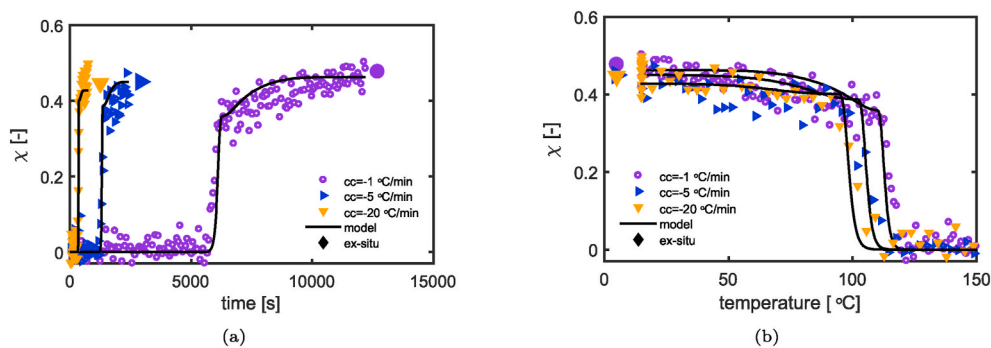 0.6
0.4
0.2
0
χ [-]
cc=-1 °C/min
cc=-5 °C/min
cc=-20 °C/min
model
ex-situ
0 5000 10000 15000
time [s]
(a)
0.6
0.4
0.2
0
χ [-]
cc=-1 °C/min
cc=-5 °C/min
cc=-20 °C/min
model
ex-situ
0 50 100 150
temperature [ °C]
(b)